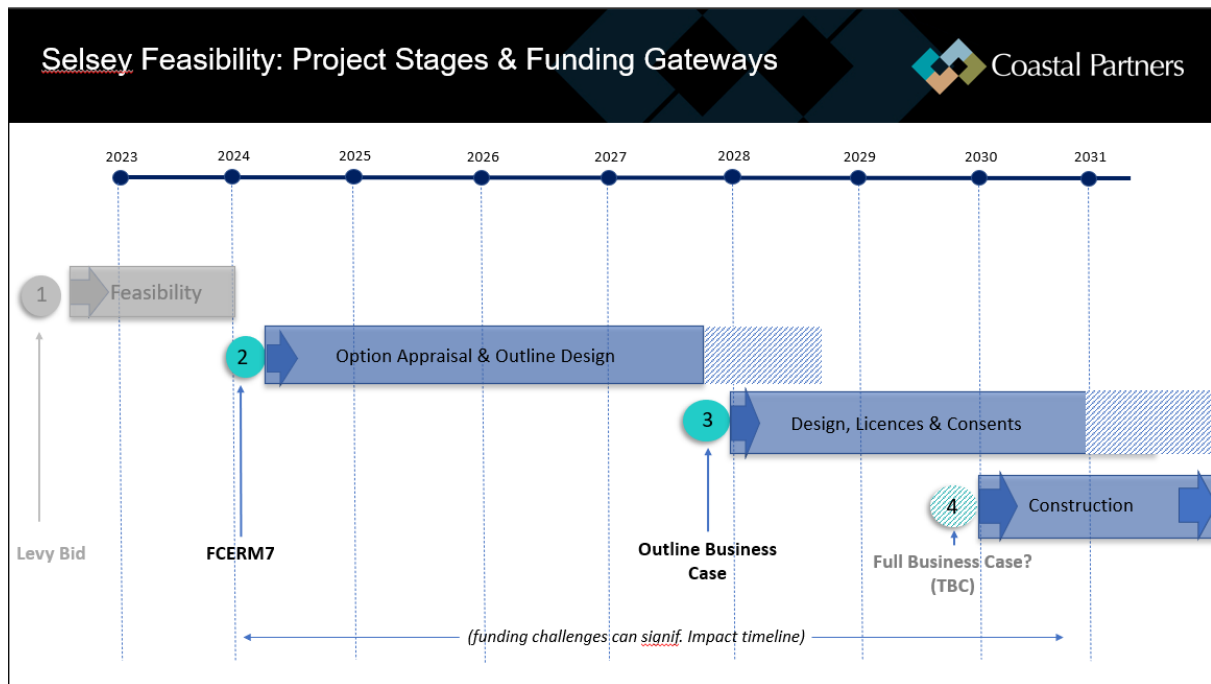 Selsey Feasibility: Project Stages & Funding Gateways
Coastal Partners
2023
2024
2025
2026
2027
2028
2029
2030
2031
1
Feasibility
2
Option Appraisal & Outline Design
3
Design, Licences & Consents
4
Construction
Levy Bid
FCERM7
Outline Business
Case
Full Business Case?
(TBC)
(funding challenges can signif. Impact timeline)